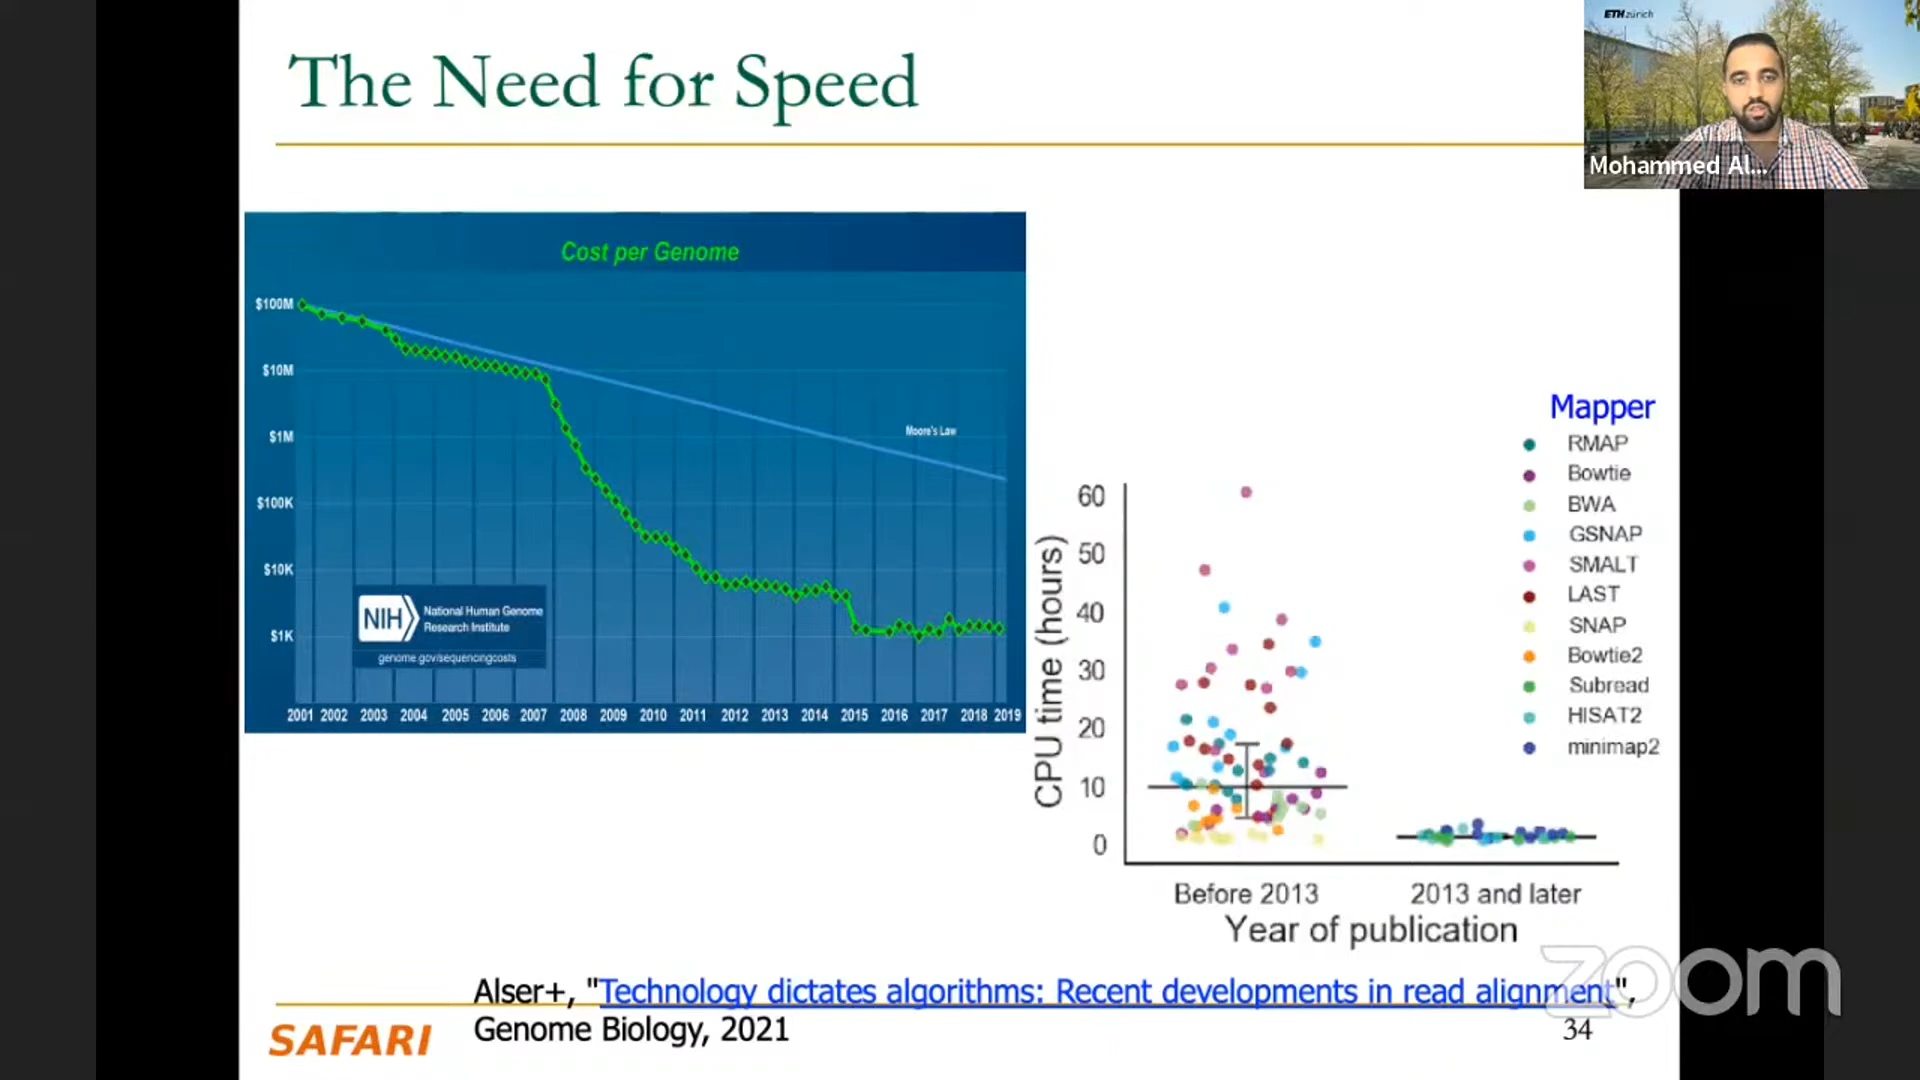 The Need for Speed
ETH zürich
Mohammed Al...
Cost per Genome
$100M
$10M
$1M
$100K
$10K
$1K
Moore's Law
NIH
National Human Genome
Research Institute
genome.gov/sequencingcosts
2001 2002 2003 2004 2005 2006 2007 2008 2009 2010 2011 2012 2013 2014 2015 2016 2017 2018 2019
Mapper
RMAP
Bowtie
BWA
GSNAP
SMALT
LAST
SNAP
Bowtie2
Subread
HISAT2
minimap2
CPU time (hours)
60
50
40
30
20
10
0
Before 2013 2013 and later
Year of publication
Alser+, "Technology dictates algorithms: Recent developments in read alignment",
Genome Biology, 2021
SAFARI
34
zoom